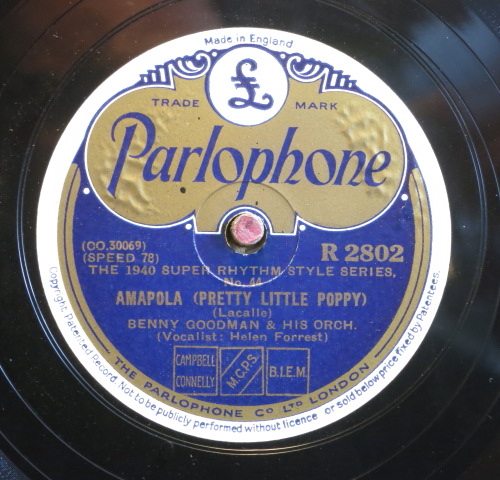 Made in England
£
TRADE MARK
Parlophone
(CO.30069)
(SPEED 78)
R 2802
THE 1940 SUPER RHYTHM STYLE SERIES,
No. 44
AMAPOLA (PRETTY LITTLE POPPY)
(Lacalle)
BENNY GOODMAN & HIS ORCH.
(Vocalist: Helen Forrest)
CAMPBELL
CONNELLY
M.C.P.S.
B.I.E.M.
THE PARLOPHONE CO LTD LONDON
Copyright. Patented Record. Not to be publicly performed without licence or sold below price fixed by Patentees.